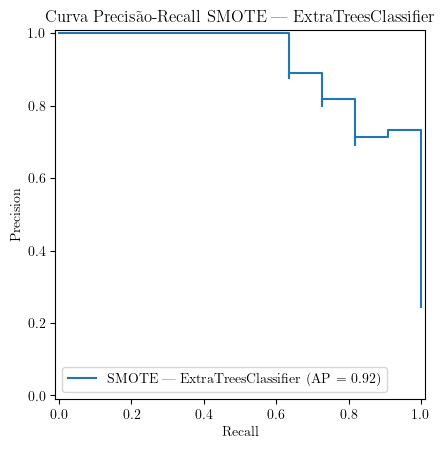 Curva Precisão-Recall SMOTE — ExtraTreesClassifier
1.0
0.8
0.6
0.4
0.2
0.0
Precision
SMOTE — ExtraTreesClassifier (AP = 0.92)
0.0 0.2 0.4 0.6 0.8 1.0
Recall